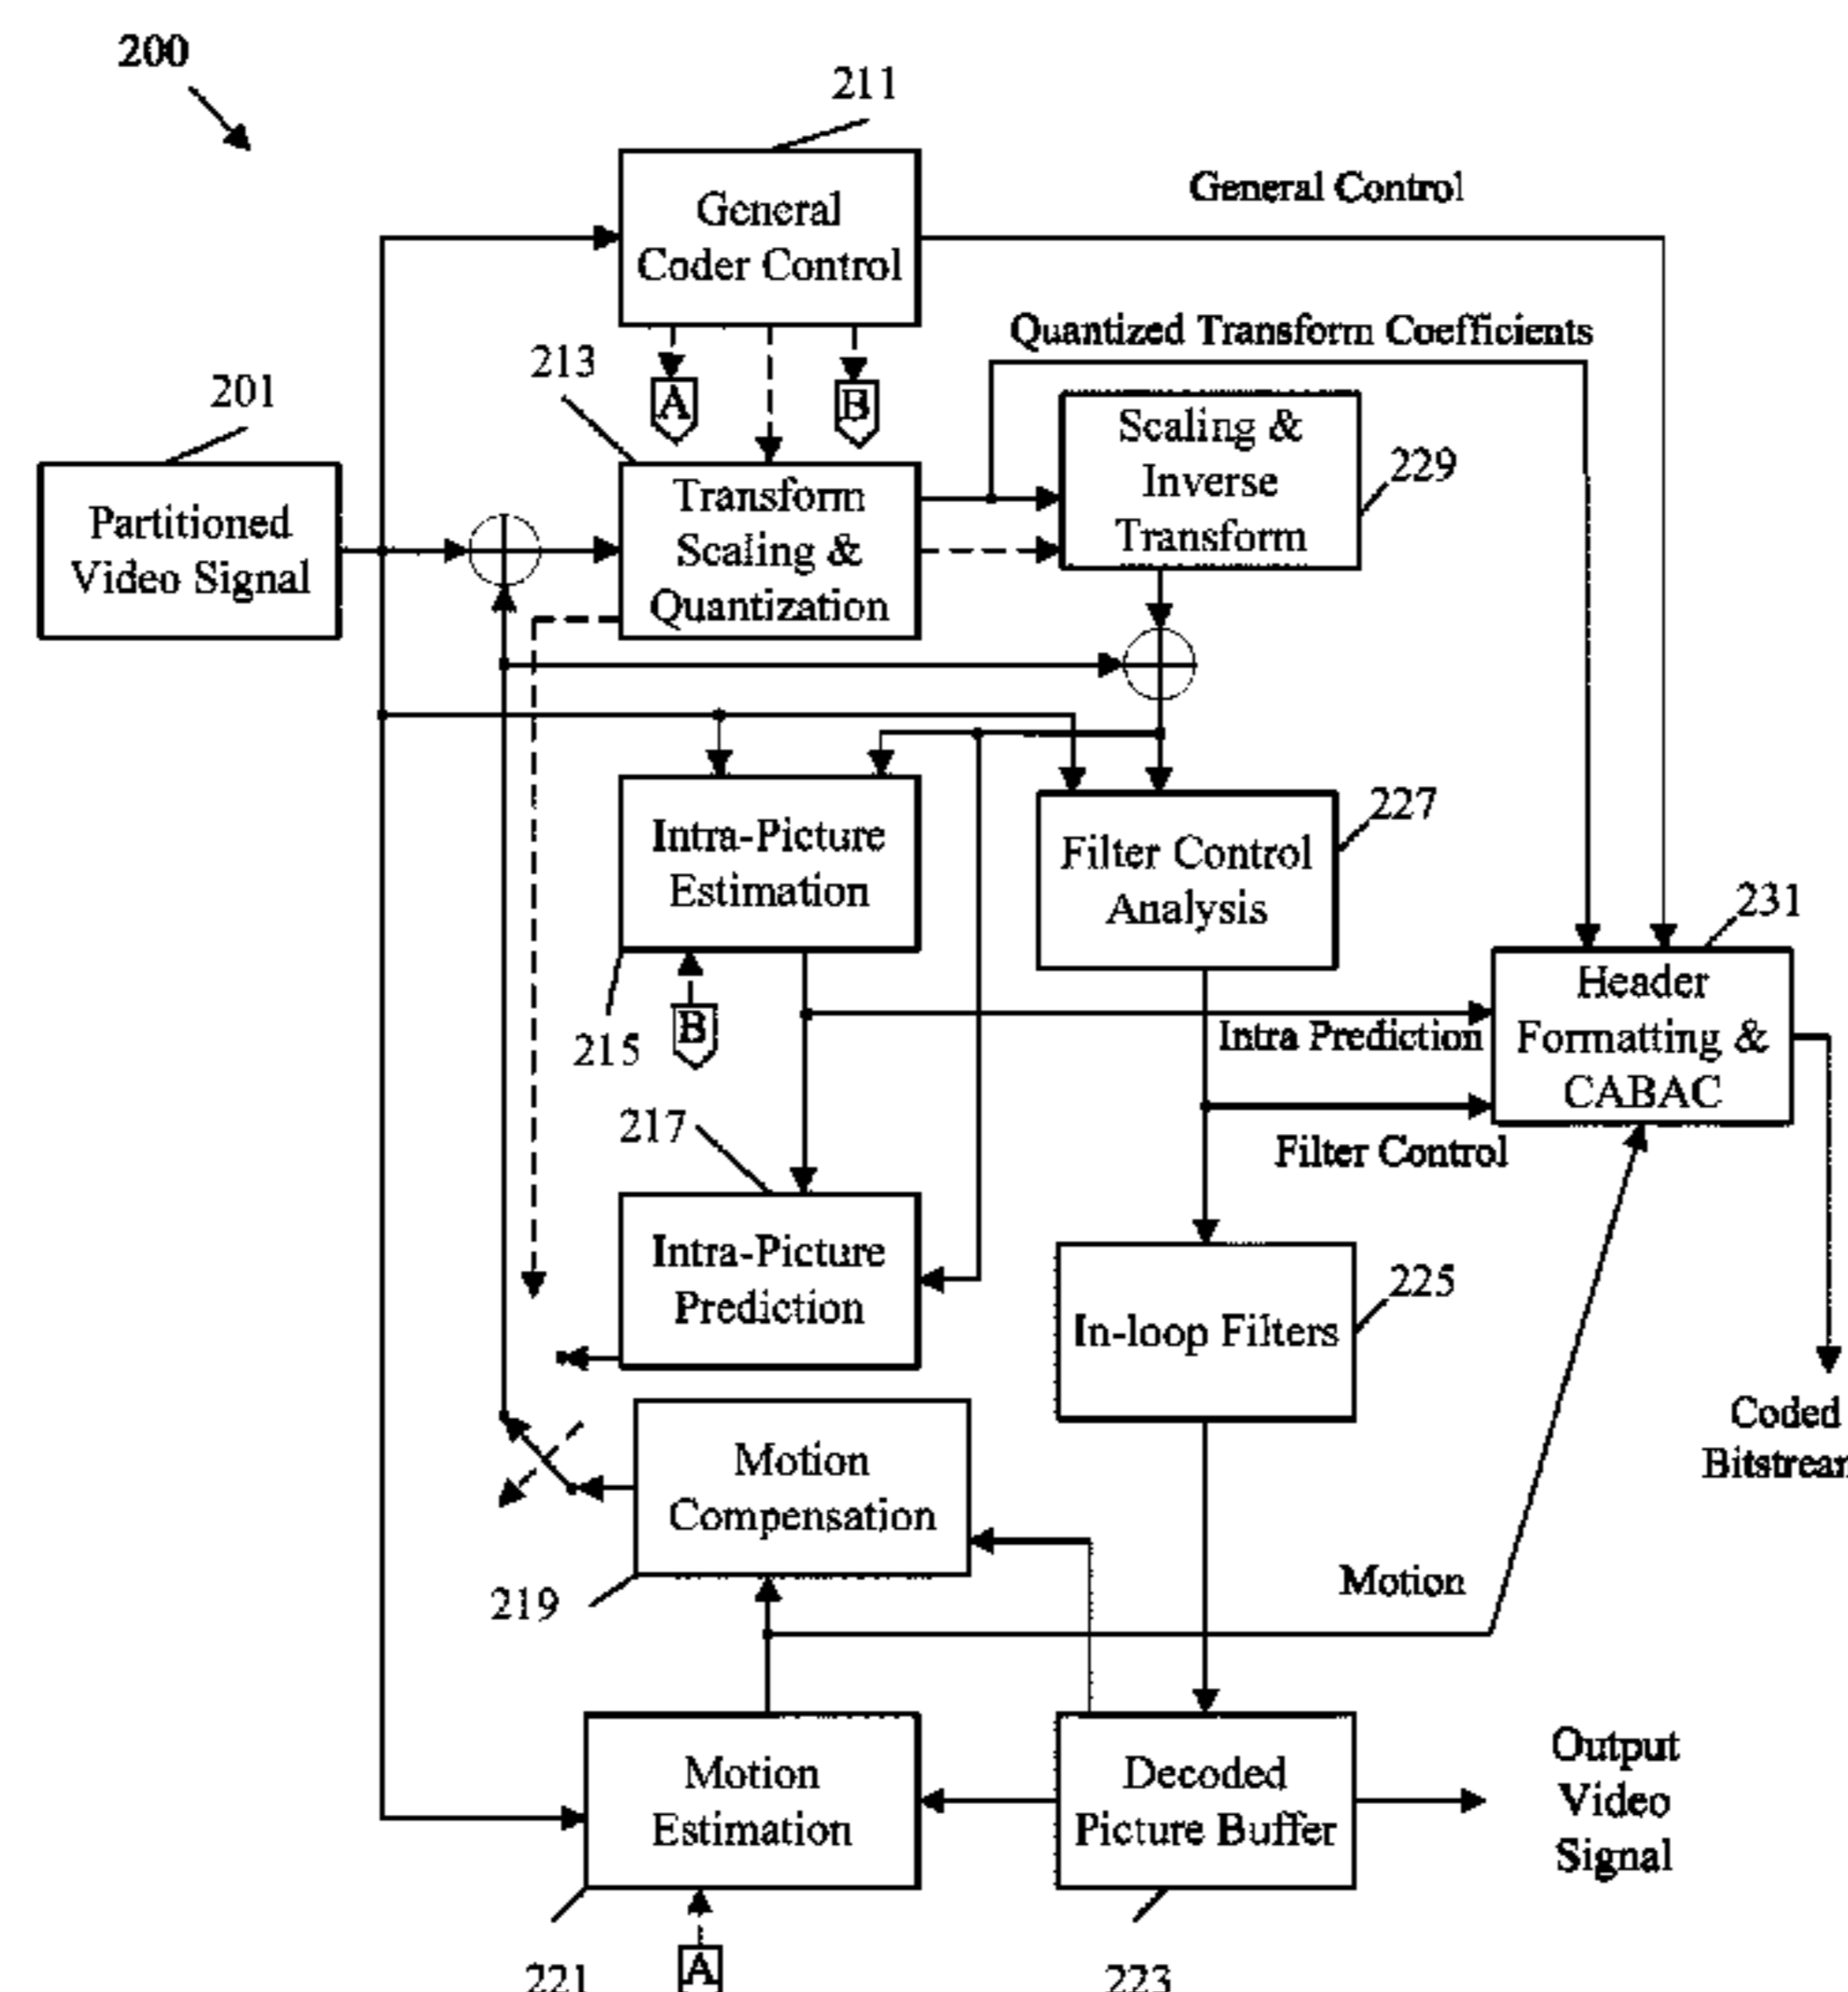 200
211
General
Coder Control
General Control
Quantized Transform Coefficients
213
A
B
201
Partitioned
Video Signal
Transform
Scaling &
Quantization
Scaling &
Inverse
Transform
229
Intra-Picture
Estimation
215
B
227
Filter Control
Analysis
231
Header
Formatting &
CABAC
Intra Prediction
Filter Control
217
Intra-Picture
Prediction
225
In-loop Filters
Coded
Bitstream
Motion
Compensation
219
Motion
Motion
Estimation
221
A
Decoded
Picture Buffer
223
Output
Video
Signal